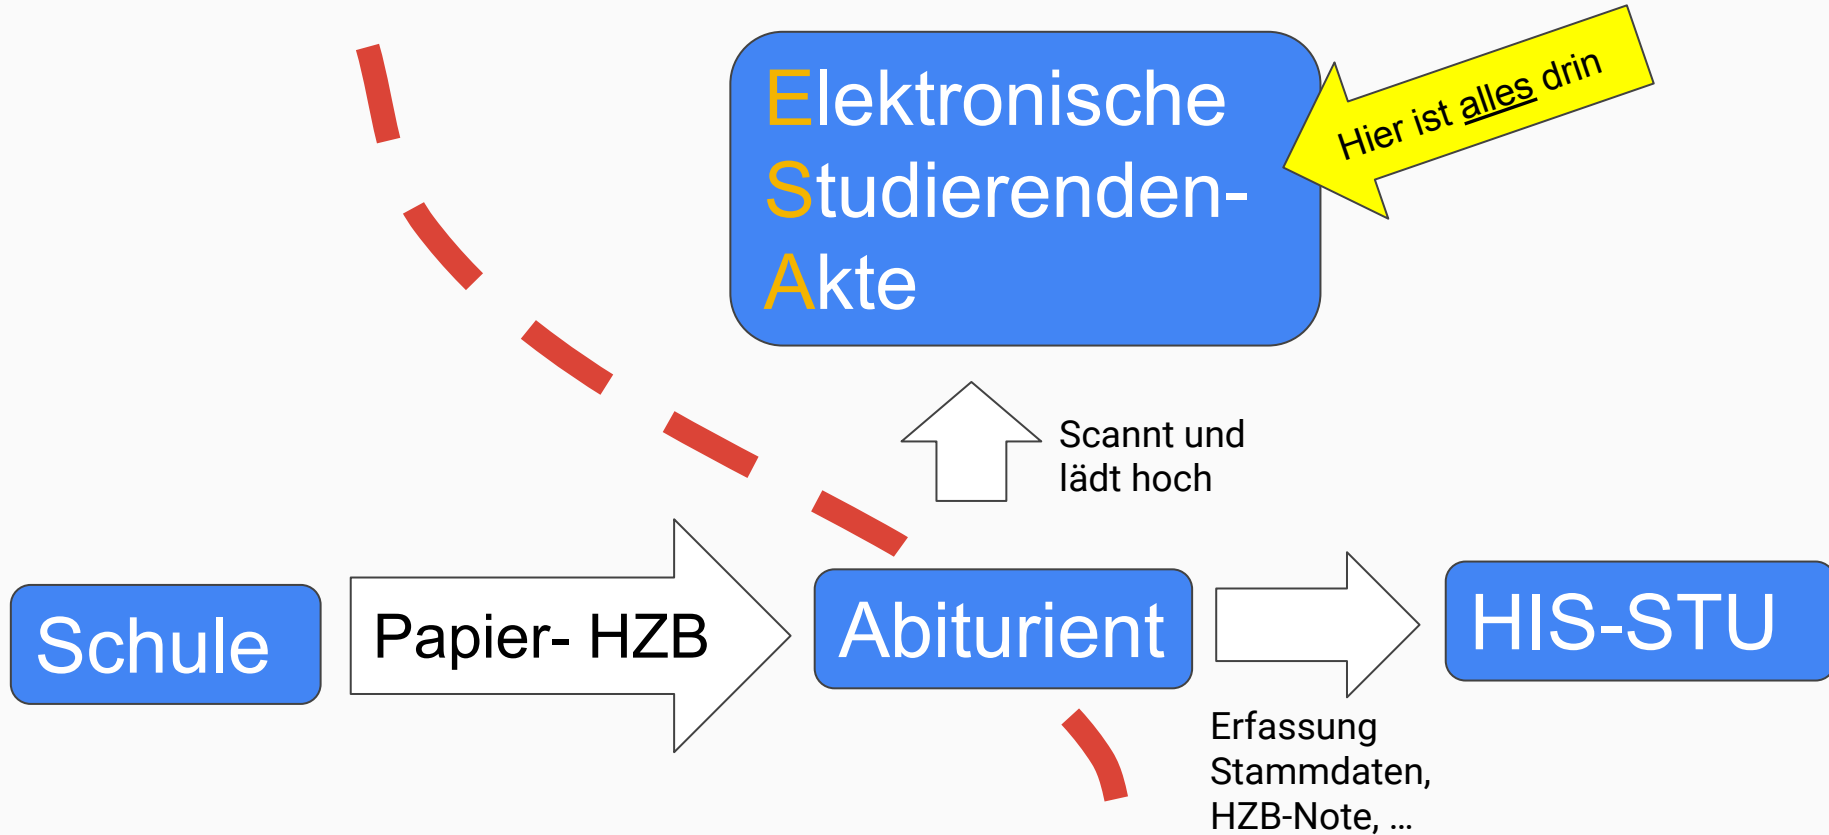 Elektronische
Studierenden-
Akte
Hier ist alles drin
Scannt und
lädt hoch
Schule
Papier- HZB
Abiturient
HIS-STU
Erfassung
Stammdaten,
HZB-Note, ...